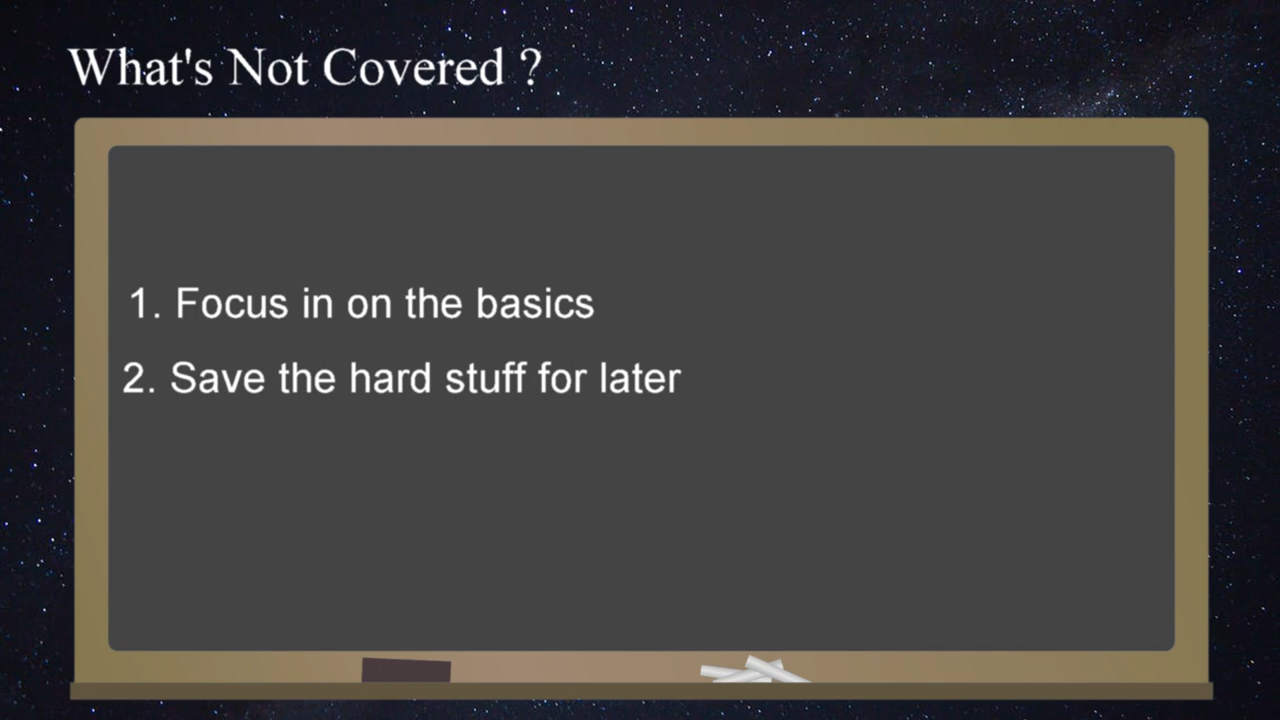 What's Not Covered ?
1. Focus in on the basics
2. Save the hard stuff for later